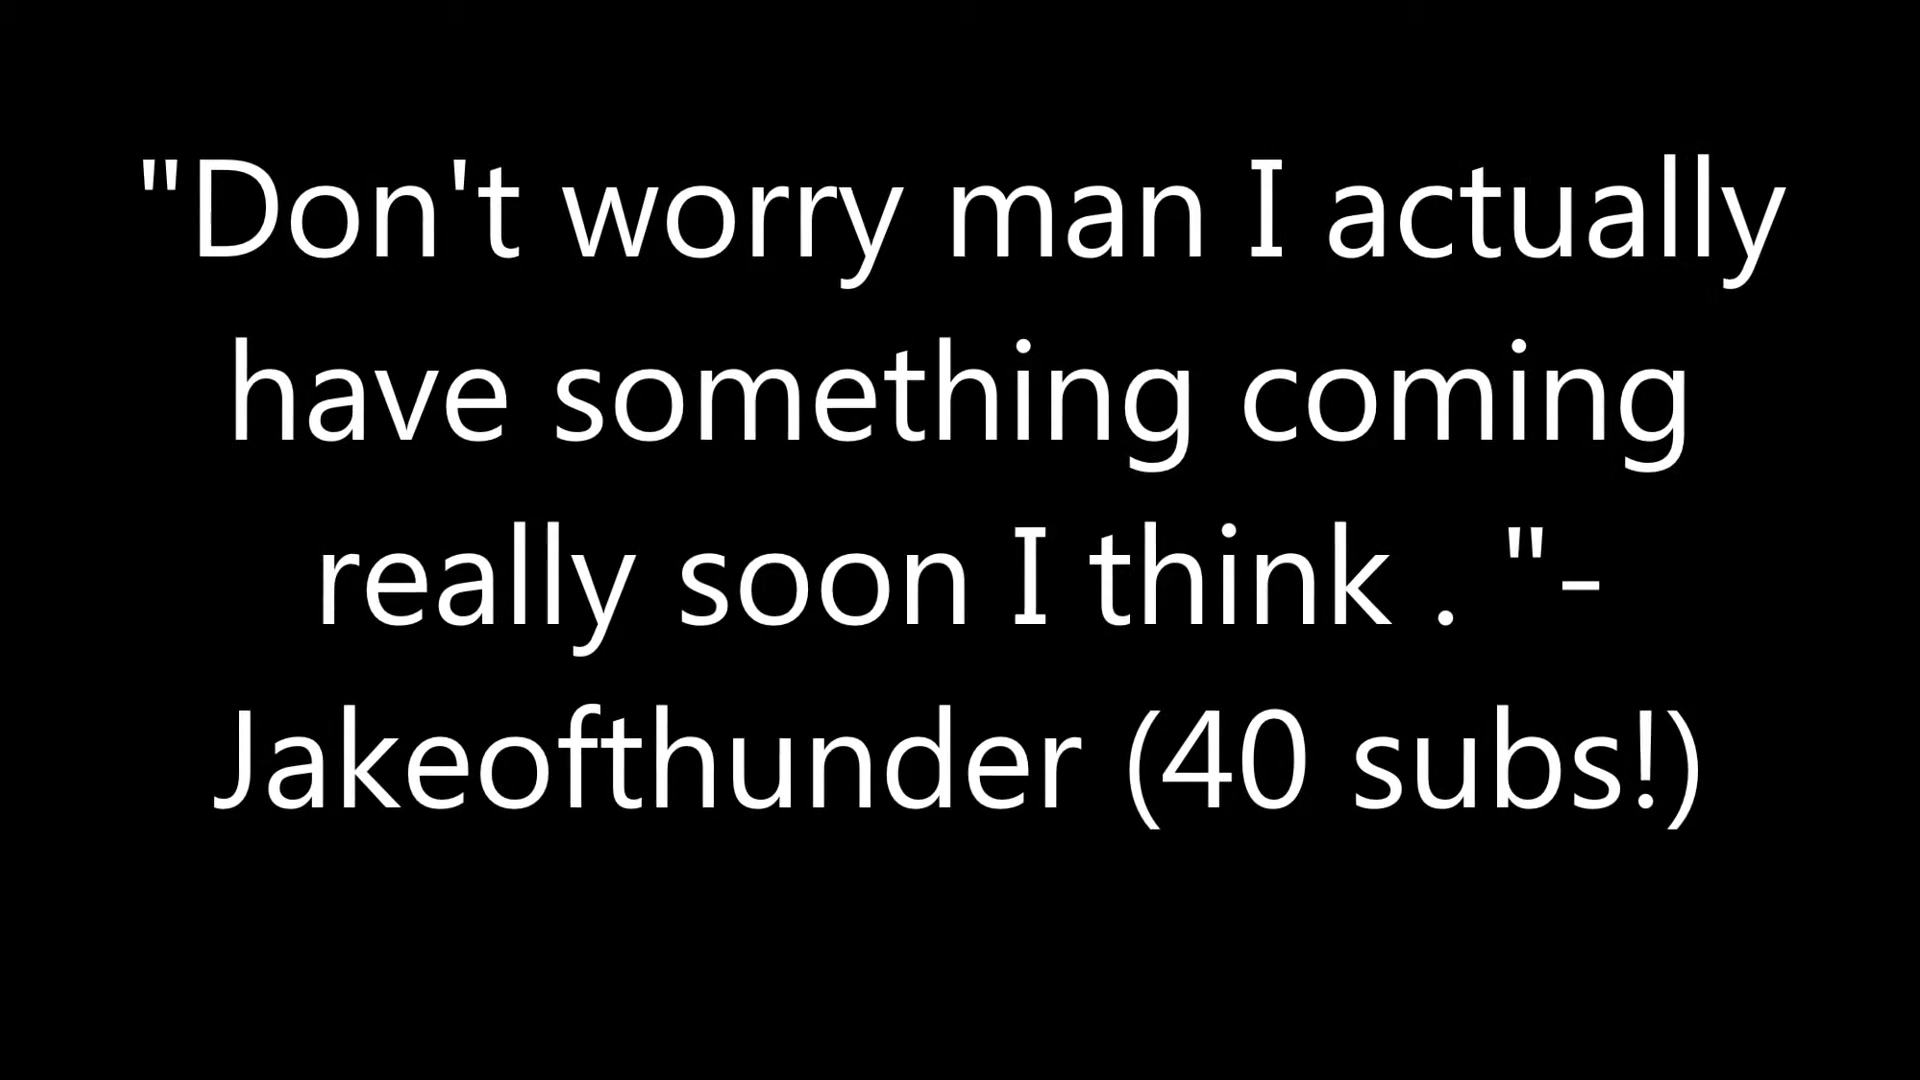 "Don't worry man I actually
have something coming
really soon I think . "-
Jakeofthunder (40 subs!)